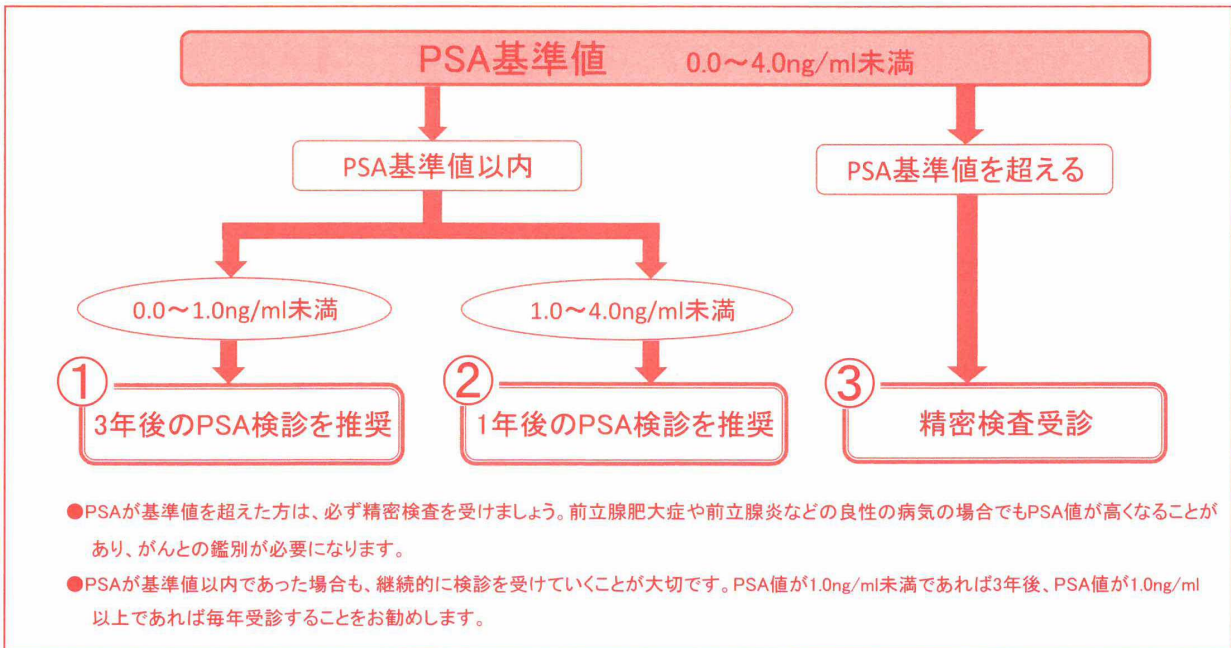 PSA基準値 0.0～4.0ng/ml未満
PSA基準値以内
PSA基準値を超える
0.0～1.0ng/ml未満
1.0～4.0ng/ml未満
①
3年後のPSA検診を推奨
②
1年後のPSA検診を推奨
③
精密検査受診
●PSAが基準値を超えた方は、必ず精密検査を受けましょう。前立腺肥大症や前立腺炎などの良性の病気の場合でもPSA値が高くなることが
あり、がんとの鑑別が必要になります。
●PSAが基準値以内であった場合も、継続的に検診を受けていくことが大切です。PSA値が1.0ng/ml未満であれば3年後、PSA値が1.0ng/ml
以上であれば毎年受診することをお勧めします。